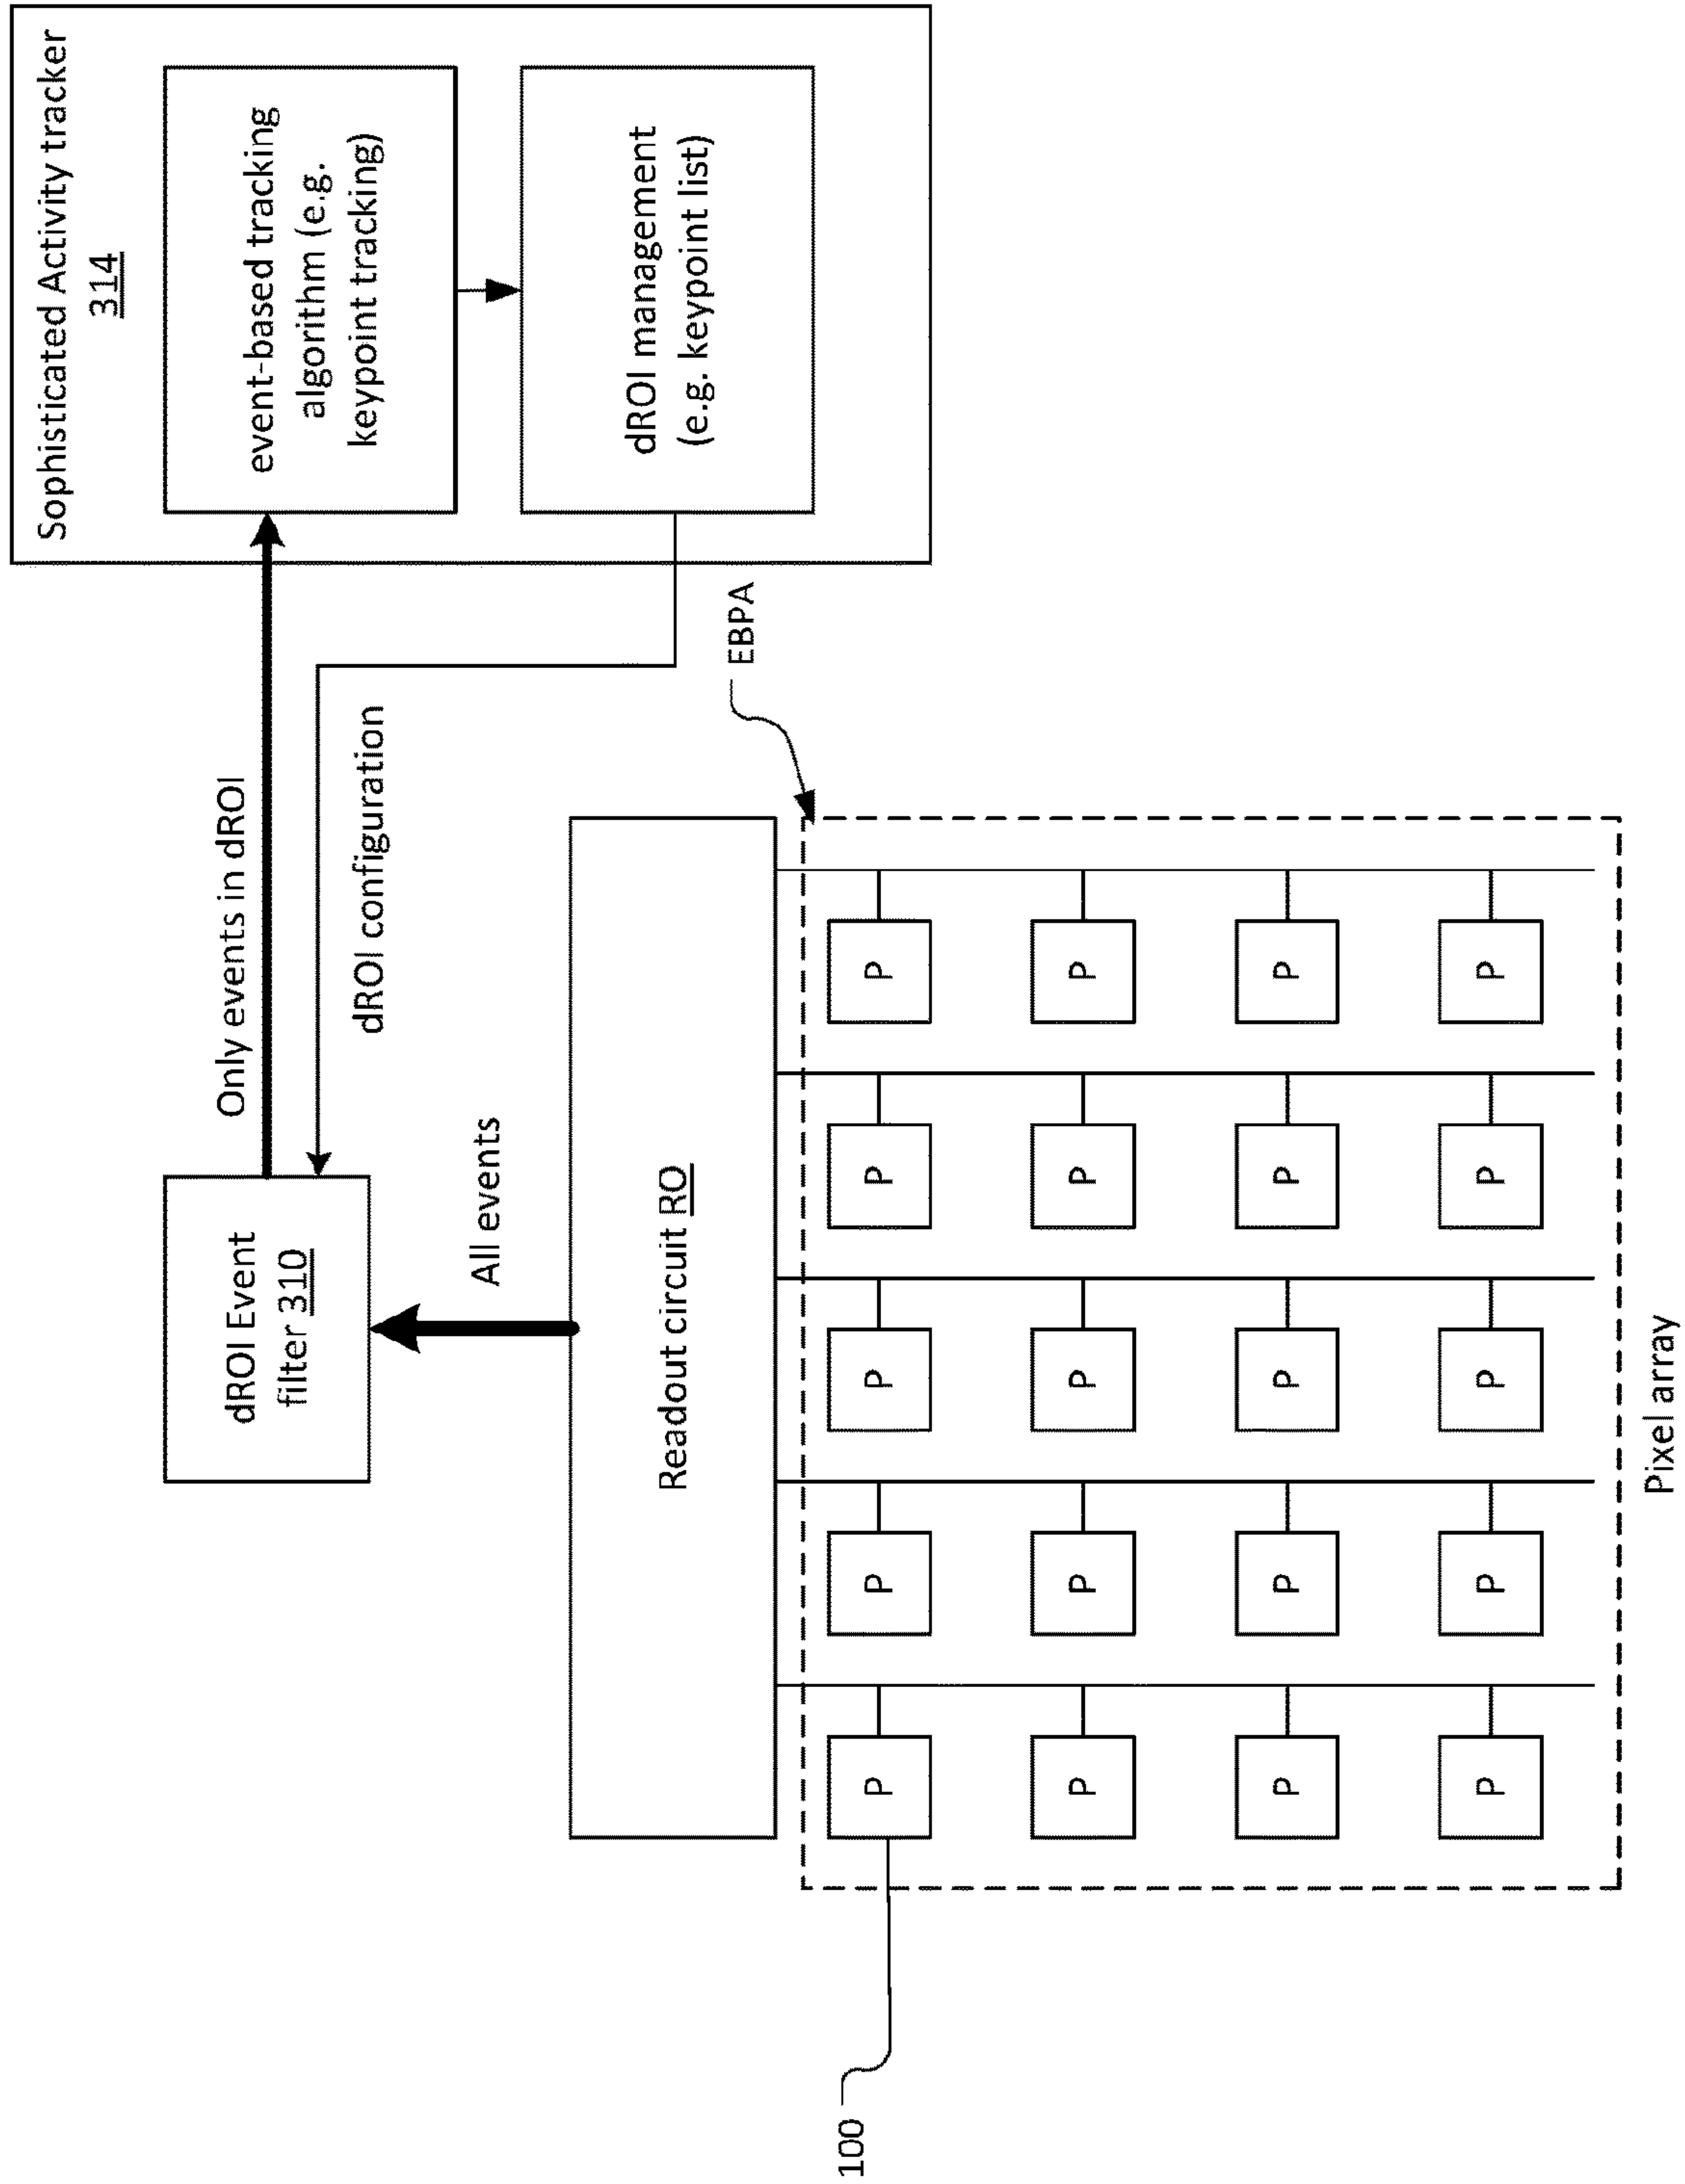 Sophisticated Activity tracker
314
event-based tracking
algorithm (e.g.
keypoint tracking)
dROI management
(e.g. keypoint list)
Only events in dROI
dROI configuration
dROI Event
filter 310
All events
EBPA
Readout circuit RO
P P P P P
P P P P P
P P P P P
P P P P P
100
Pixel array